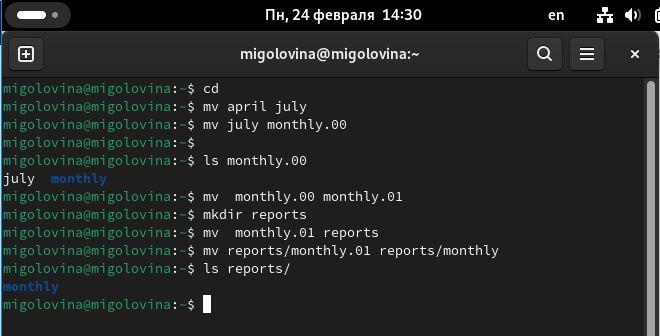 Пн, 24 февраля 14:30 en
migolovina@migolovina:~
migolovina@migolovina:~$ cd
migolovina@migolovina:~$ mv april july
migolovina@migolovina:~$ mv july monthly.00
migolovina@migolovina:~$
migolovina@migolovina:~$ ls monthly.00
july  monthly
migolovina@migolovina:~$ mv  monthly.00 monthly.01
migolovina@migolovina:~$ mkdir reports
migolovina@migolovina:~$ mv  monthly.01 reports
migolovina@migolovina:~$ mv reports/monthly.01 reports/monthly
migolovina@migolovina:~$ ls reports/
monthly
migolovina@migolovina:~$